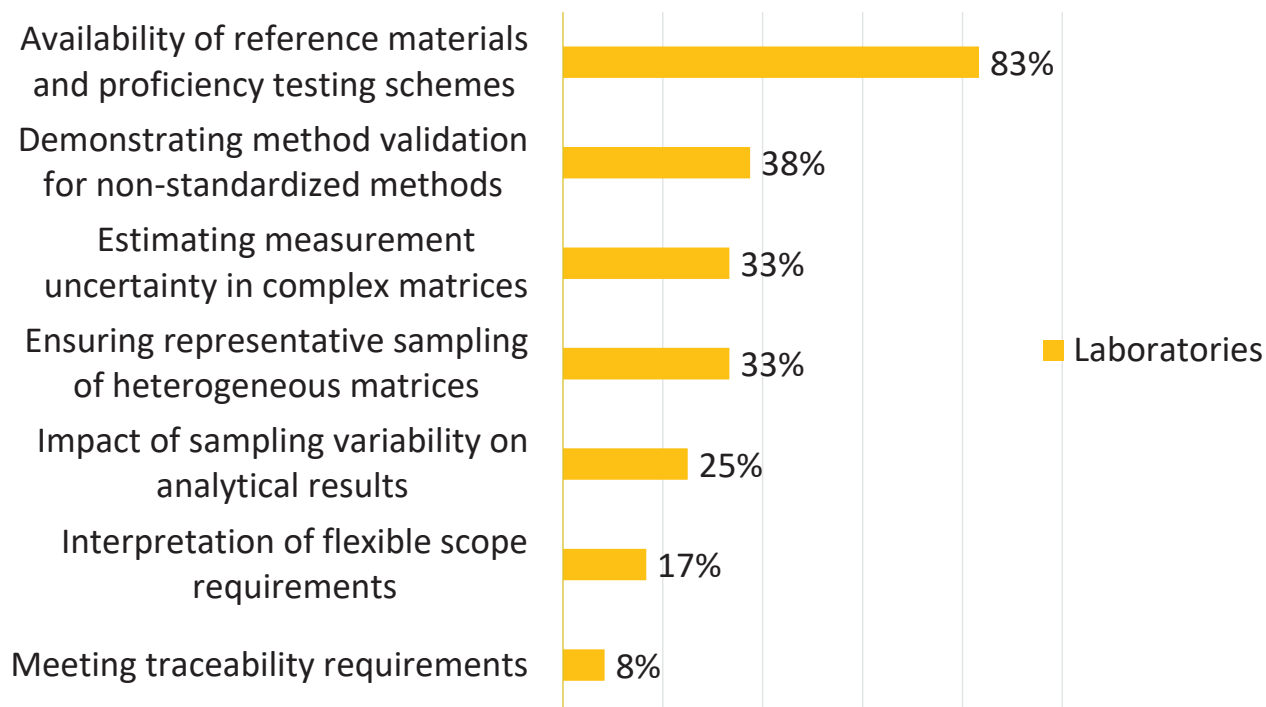 Availability of reference materials
and proficiency testing schemes
83%
Demonstrating method validation
for non-standardized methods
38%
Estimating measurement
uncertainty in complex matrices
33%
Ensuring representative sampling
of heterogeneous matrices
33%
Laboratories
Impact of sampling variability on
analytical results
25%
Interpretation of flexible scope
requirements
17%
Meeting traceability requirements
8%